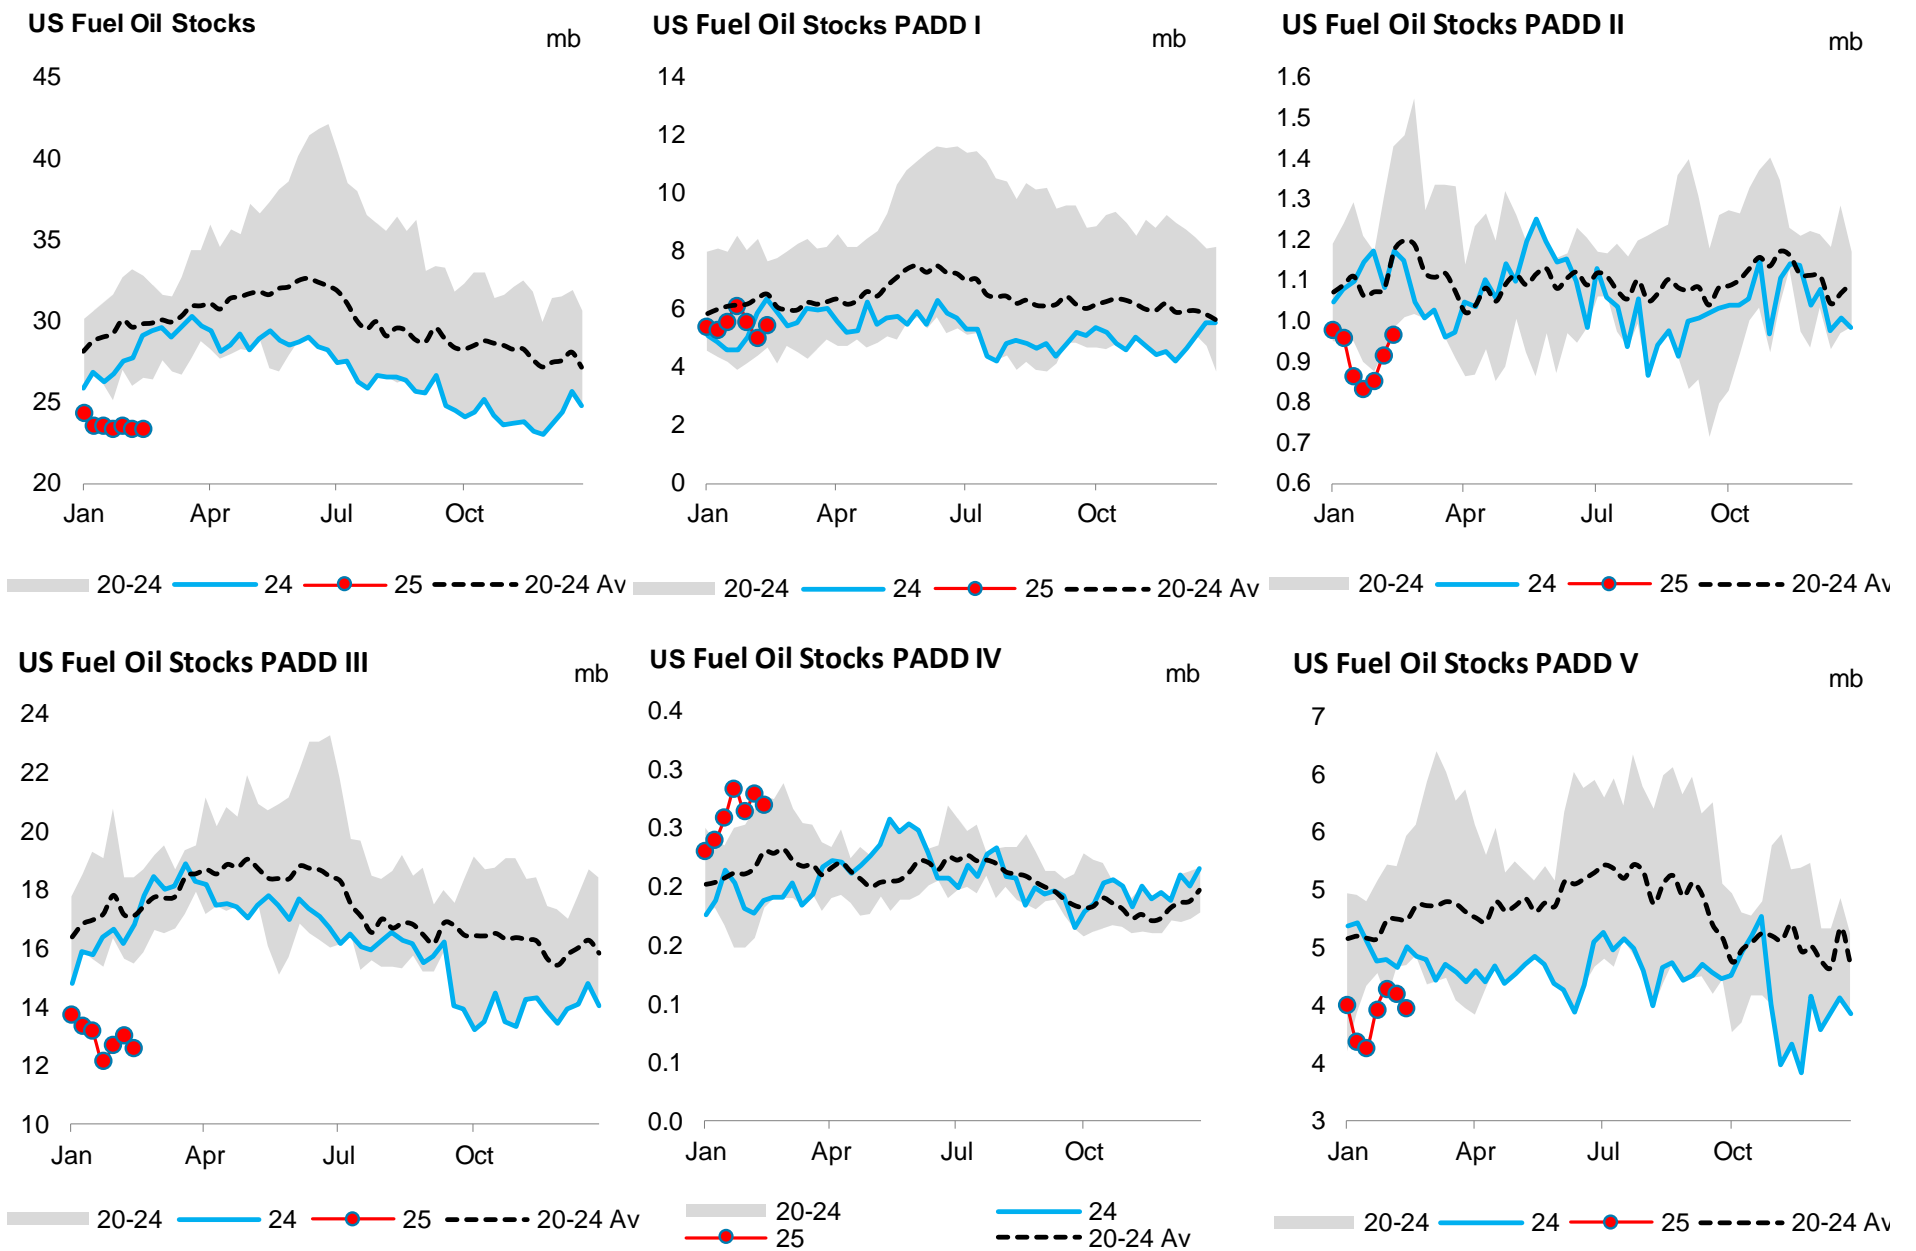 US Fuel Oil Stocks
mb
45
40
35
30
25
20
Jan Apr Jul Oct
20-24 24 25 20-24 Av
US Fuel Oil Stocks PADD I
mb
14
12
10
8
6
4
2
0
Jan Apr Jul Oct
20-24 24 25 20-24 Av
US Fuel Oil Stocks PADD II
mb
1.6
1.5
1.4
1.3
1.2
1.1
1.0
0.9
0.8
0.7
0.6
Jan Apr Jul Oct
20-24 24 25 20-24 Av
US Fuel Oil Stocks PADD III
mb
24
22
20
18
16
14
12
10
Jan Apr Jul Oct
20-24 24 25 20-24 Av
US Fuel Oil Stocks PADD IV
mb
0.4
0.3
0.3
0.2
0.2
0.1
0.1
0.0
Jan Apr Jul Oct
20-24 24
25 20-24 Av
US Fuel Oil Stocks PADD V
mb
7
6
6
5
5
4
4
3
Jan Apr Jul Oct
20-24 24 25 20-24 Av